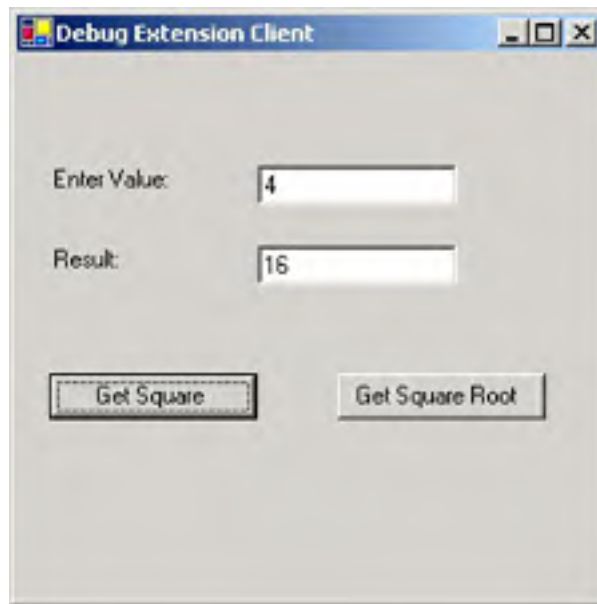 Debug Extension Client
Enter Value: 4
Result: 16
Get Square Get Square Root